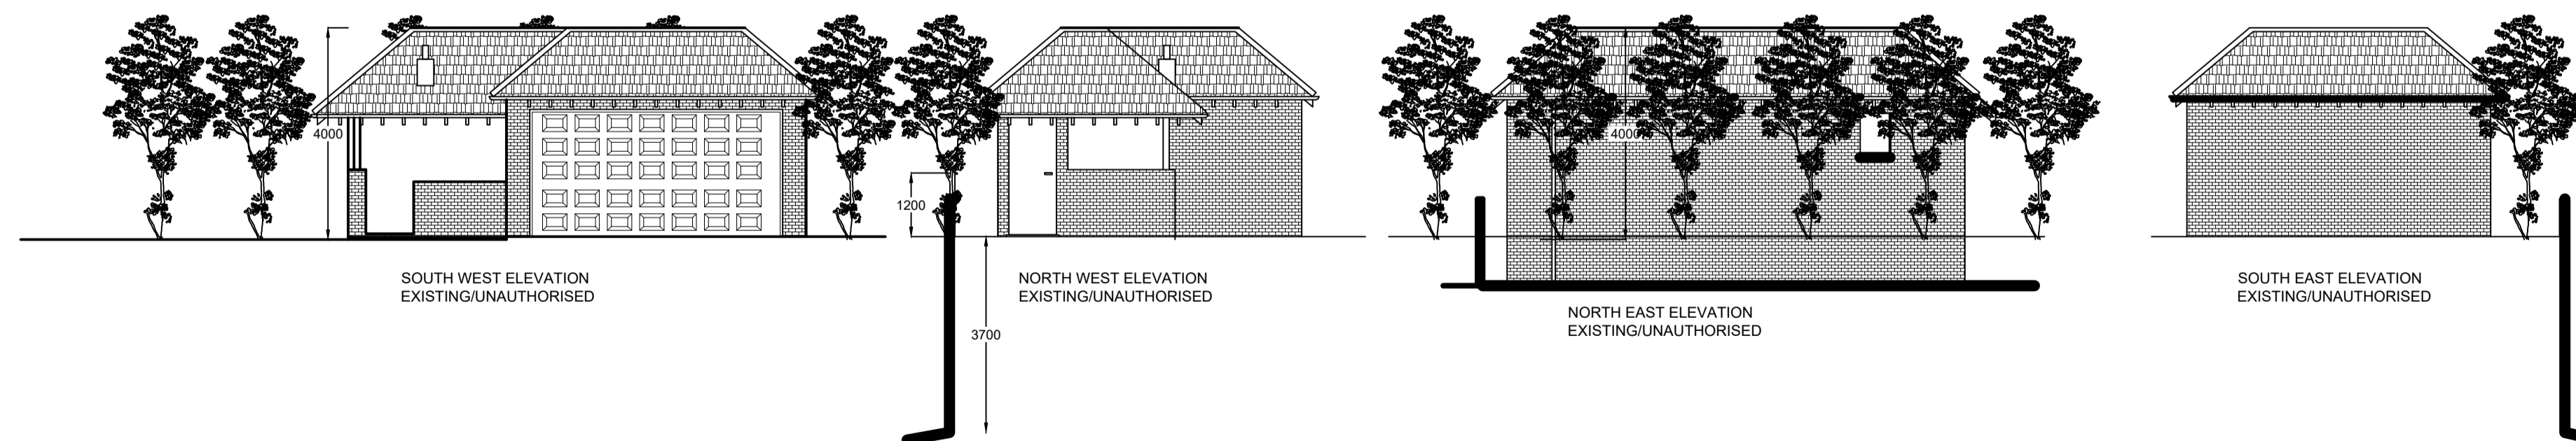 4000
SOUTH WEST ELEVATION
EXISTING/UNAUTHORISED
1200
3700
NORTH WEST ELEVATION
EXISTING/UNAUTHORISED
4000
NORTH EAST ELEVATION
EXISTING/UNAUTHORISED
SOUTH EAST ELEVATION
EXISTING/UNAUTHORISED